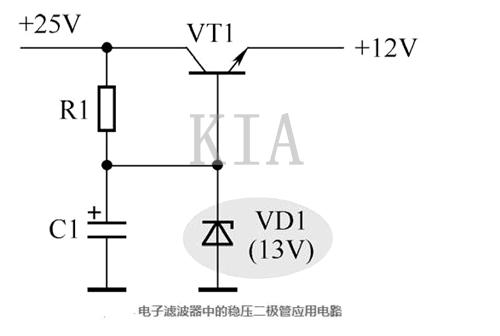 +25V
VT1
+12V
R1
KIA
+
C1
VD1
(13V)
电子滤波器中的稳压二极管应用电路